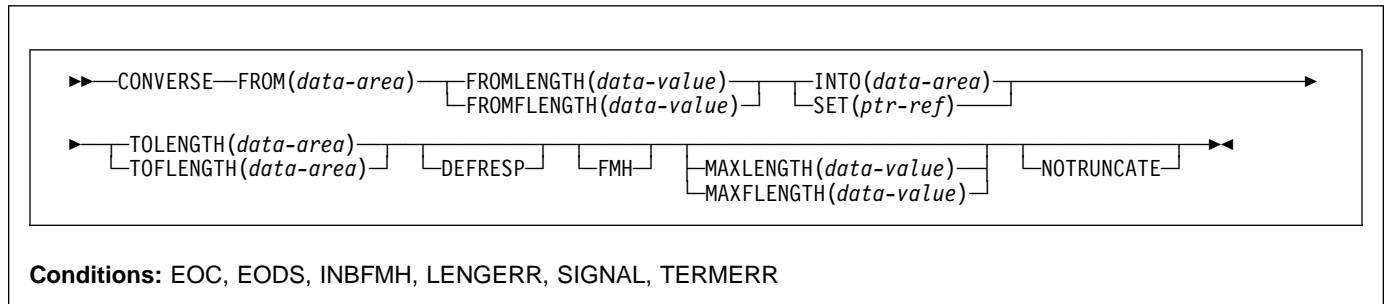 CONVERSE FROM(data-area) FROMLENGTH(data-value) INTO(data-area)
FROMFLENGTH(data-value) SET(ptr-ref)
TOLENGTH(data-area)
TOFLENGTH(data-area) DEFRESP FMH MAXLENGTH(data-value) NOTRUNCATE
MAXFLENGTH(data-value)
Conditions: EOC, EODS, INBFMH, LENGERR, SIGNAL, TERMERR